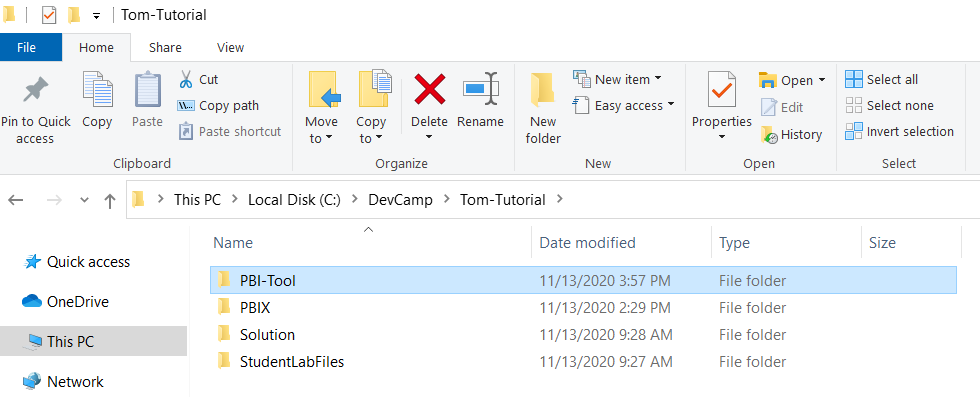 Tom-Tutorial
File Home Share View
Pin to Quick access
Copy
Paste
Cut
Copy path
Paste shortcut
Clipboard
Move to
Copy to
Delete
Rename
Organize
New folder
New item
Easy access
New
Properties
Open
Edit
History
Open
Select all
Select none
Invert selection
Select
This PC > Local Disk (C:) > DevCamp > Tom-Tutorial >
Quick access
OneDrive
This PC
Network
Name Date modified Type Size
PBI-Tool 11/13/2020 3:57 PM File folder
PBIX 11/13/2020 2:29 PM File folder
Solution 11/13/2020 9:28 AM File folder
StudentLabFiles 11/13/2020 9:27 AM File folder